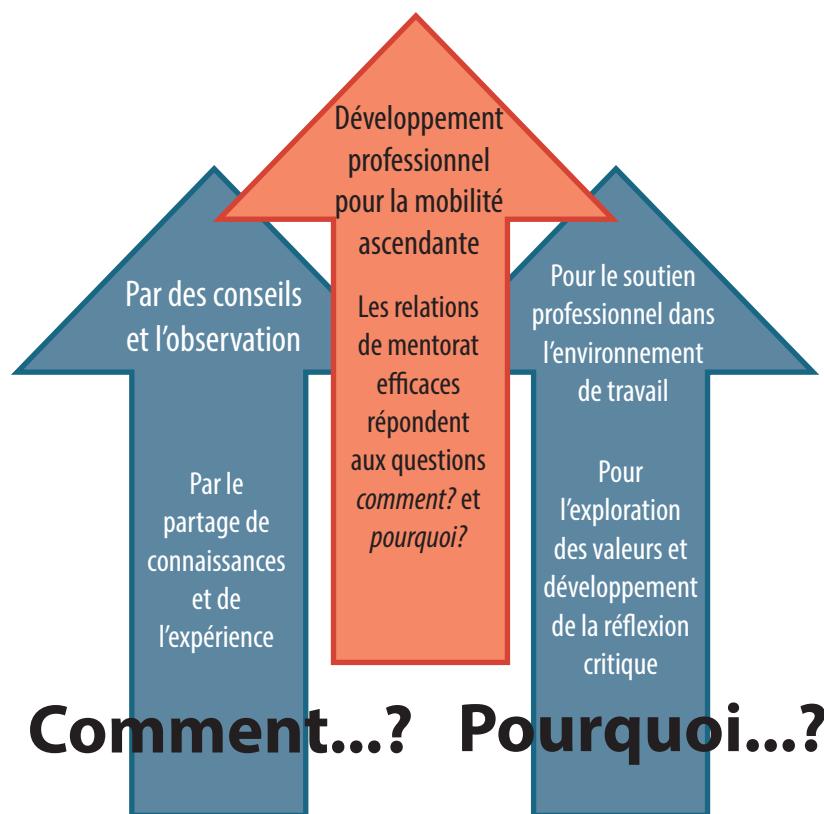 Développement
professionnel
pour la mobilité
ascendante
Les relations
de mentorat
efficaces
répondent
aux questions
comment? et
pourquoi?
Par des conseils
et l'observation
Par le
partage de
connaissances
et de
l'expérience
Comment...?
Pour le soutien
professionnel dans
l'environnement
de travail
Pour
l'exploration
des valeurs et
développement
de la réflexion
critique
Pourquoi...?